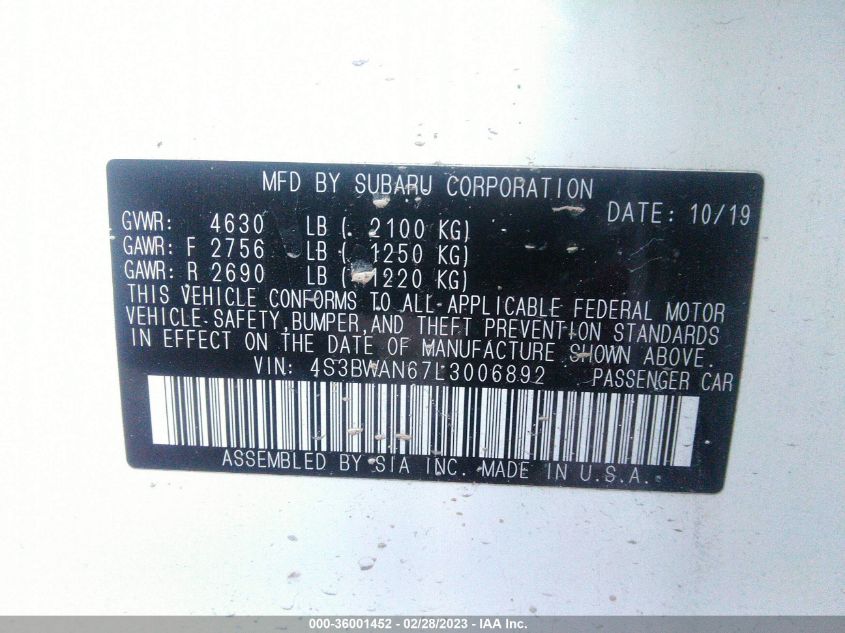 MFD BY SUBARU CORPORATION
DATE: 10/19
GVWR: 4630 LB (. 2100 KG)
GAWR: F 2756 LB (. 1250 KG)
GAWR: R 2690 LB (. 1220 KG)
THIS VEHICLE CONFORMS TO ALL APPLICABLE FEDERAL MOTOR
VEHICLE SAFETY, BUMPER, AND THEFT PREVENTION STANDARDS
IN EFFECT ON THE DATE OF MANUFACTURE SHOWN ABOVE.
VIN: 4S3BWAN67L3006892 PASSENGER CAR
ASSEMBLED BY SIA INC. MADE IN U.S.A.
000-36001452 - 02/28/2023 - IAA Inc.